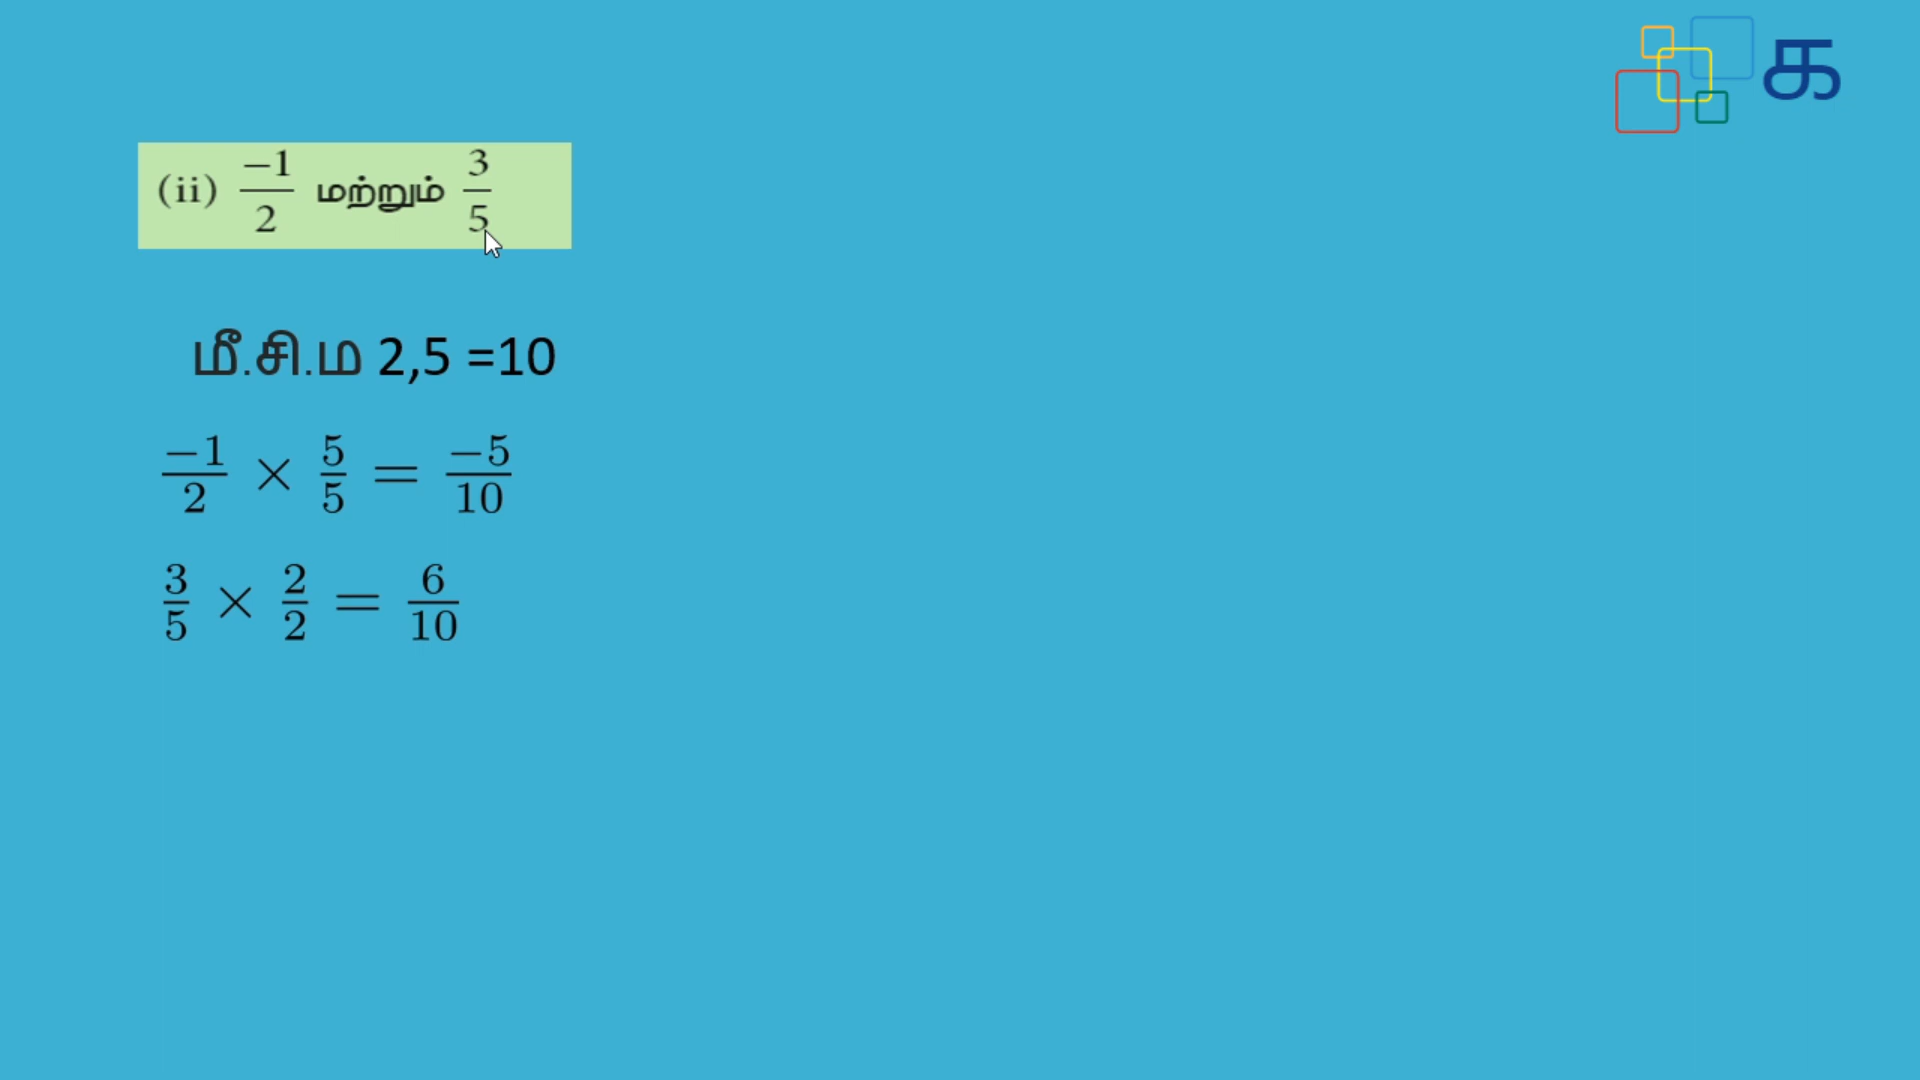 க
(ii) −1/2 மற்றும் 3/5
மீ.சி.ம 2,5 =10
−1/2 × 5/5 = −5/10
3/5 × 2/2 = 6/10